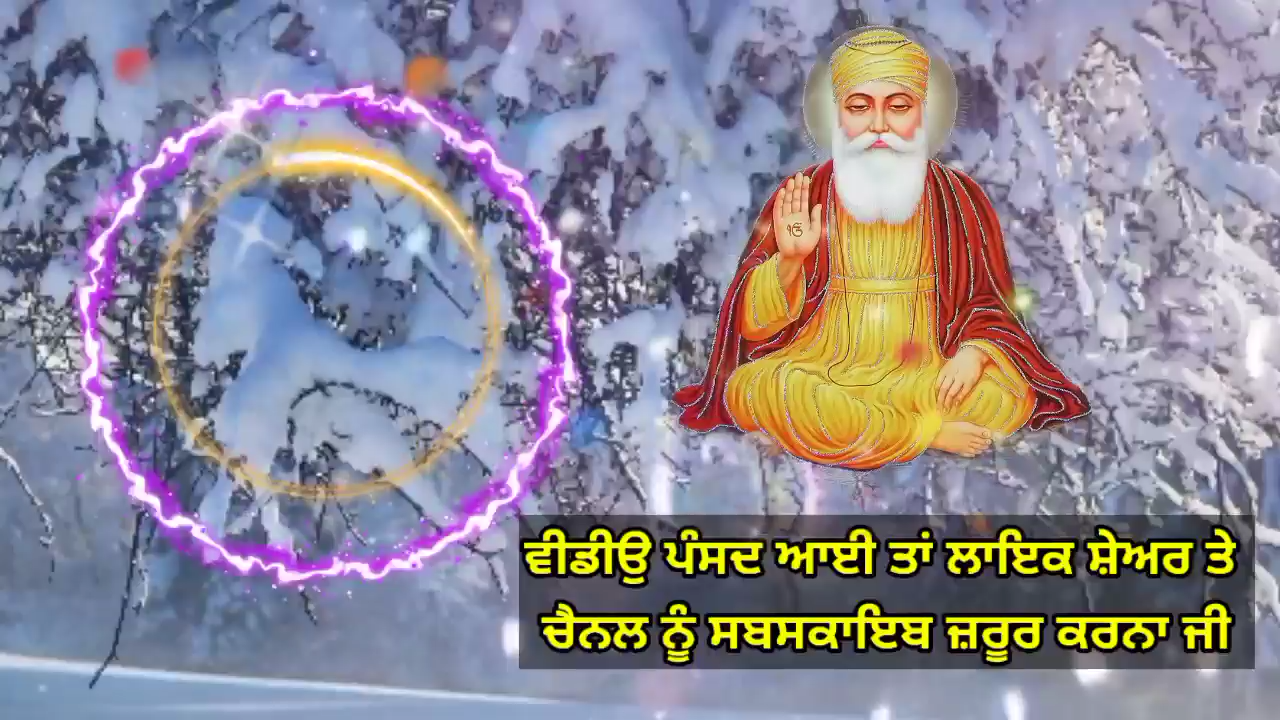 ੴ
ਵੀਡੀਉ ਪੰਸਦ ਆਈ ਤਾਂ ਲਾਇਕ ਸ਼ੇਅਰ ਤੇ
ਚੈਨਲ ਨੂੰ ਸਬਸਕਾਇਬ ਜ਼ਰੂਰ ਕਰਨਾ ਜੀ